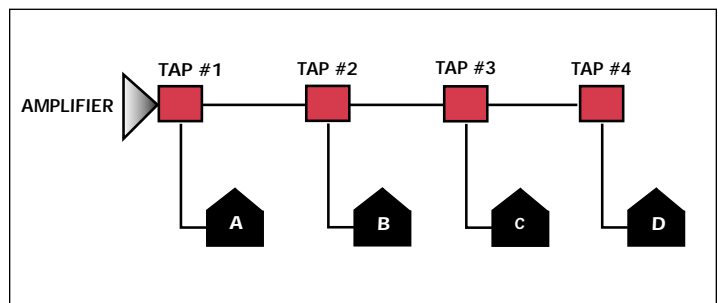 TAP #1
TAP #2
TAP #3
TAP #4
AMPLIFIER
A
B
C
D